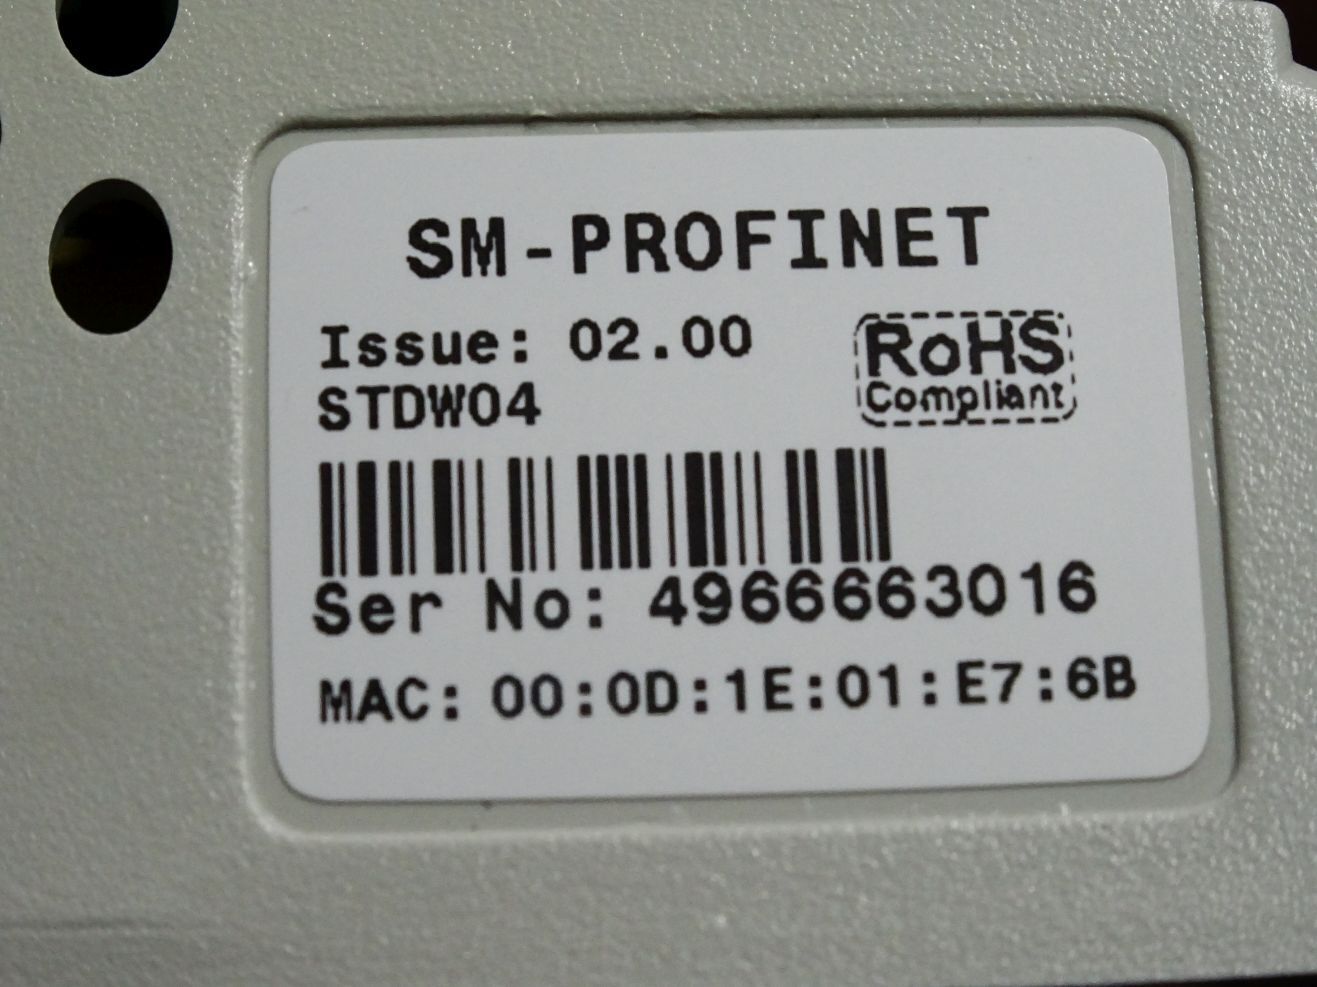 SM-PROFINET
Issue: 02.00
STDW04
RoHS
Compliant
Ser No: 4966663016
MAC: 00:0D:1E:01:E7:6B